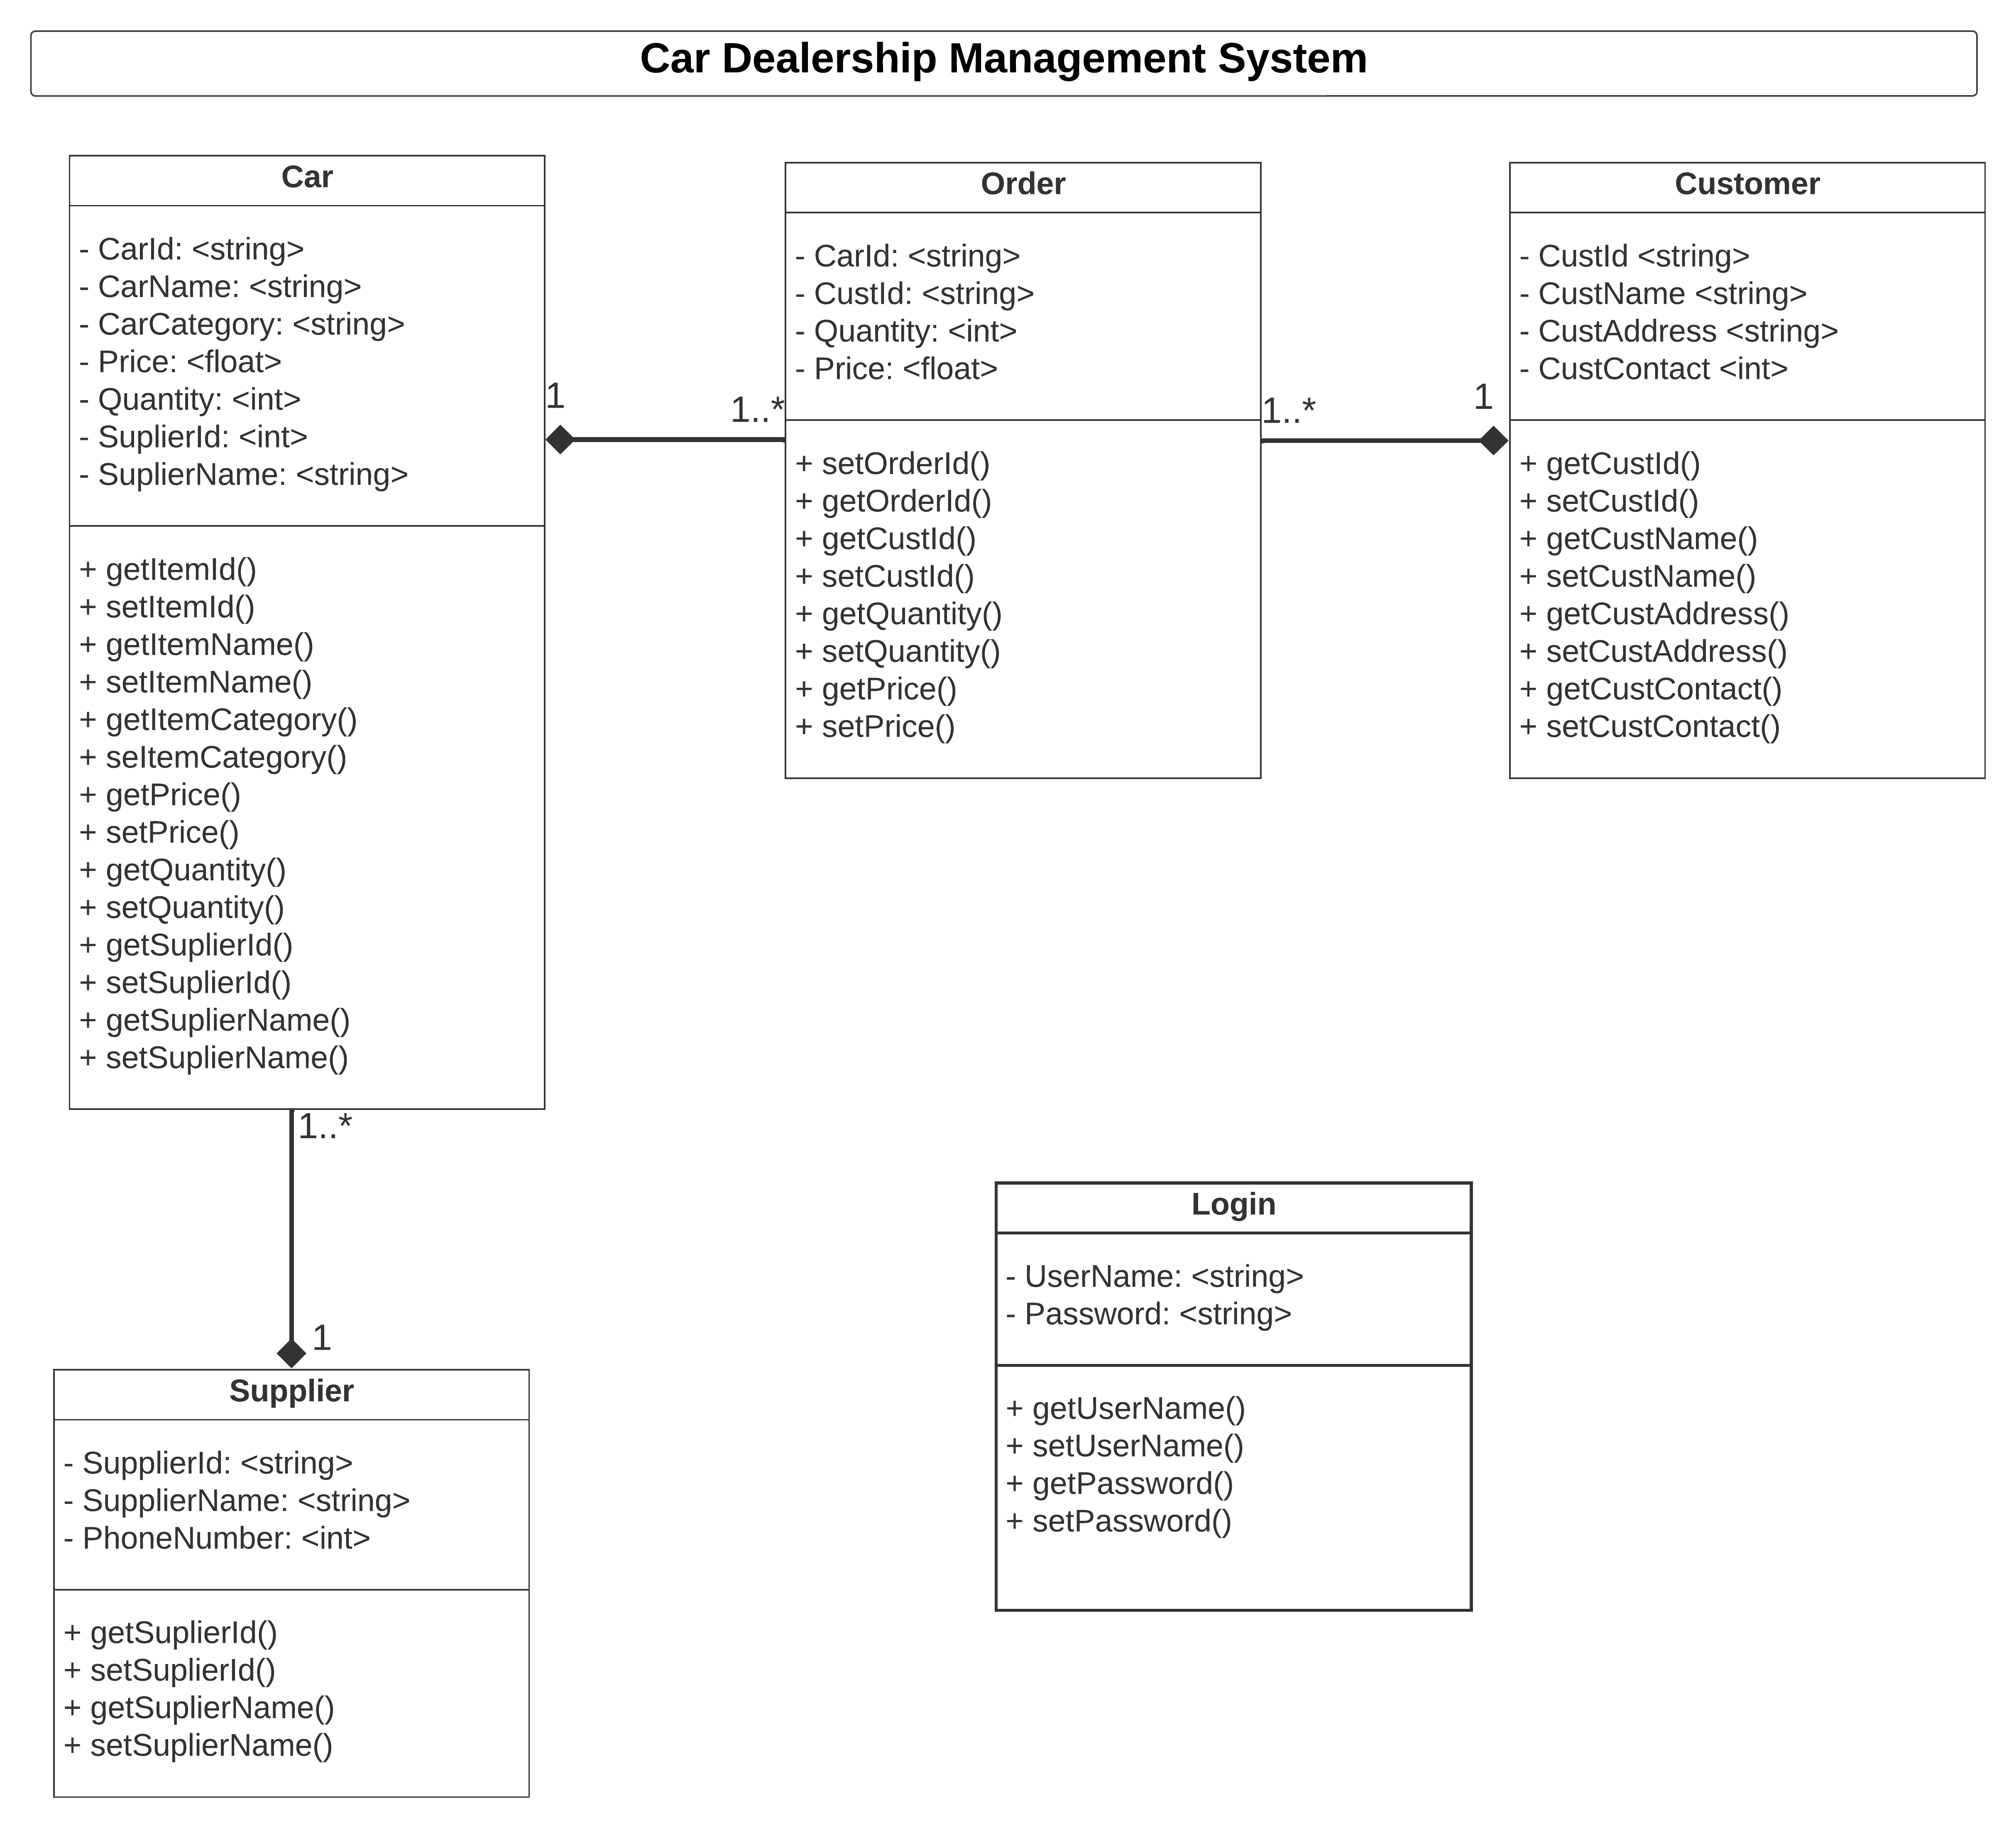 Car Dealership Management System
Car
- CarId: <string>
- CarName: <string>
- CarCategory: <string>
- Price: <float>
- Quantity: <int>
- SuplierId: <int>
- SuplierName: <string>
+ getItemId()
+ setItemId()
+ getItemName()
+ setItemName()
+ getItemCategory()
+ seItemCategory()
+ getPrice()
+ setPrice()
+ getQuantity()
+ setQuantity()
+ getSuplierId()
+ setSuplierId()
+ getSuplierName()
+ setSuplierName()
1
1..*
Order
- CarId: <string>
- CustId: <string>
- Quantity: <int>
- Price: <float>
+ setOrderId()
+ getOrderId()
+ getCustId()
+ setCustId()
+ getQuantity()
+ setQuantity()
+ getPrice()
+ setPrice()
1..*
1
Customer
- CustId <string>
- CustName <string>
- CustAddress <string>
- CustContact <int>
+ getCustId()
+ setCustId()
+ getCustName()
+ setCustName()
+ getCustAddress()
+ setCustAddress()
+ getCustContact()
+ setCustContact()
1..*
1
Supplier
- SupplierId: <string>
- SupplierName: <string>
- PhoneNumber: <int>
+ getSuplierId()
+ setSuplierId()
+ getSuplierName()
+ setSuplierName()
Login
- UserName: <string>
- Password: <string>
+ getUserName()
+ setUserName()
+ getPassword()
+ setPassword()